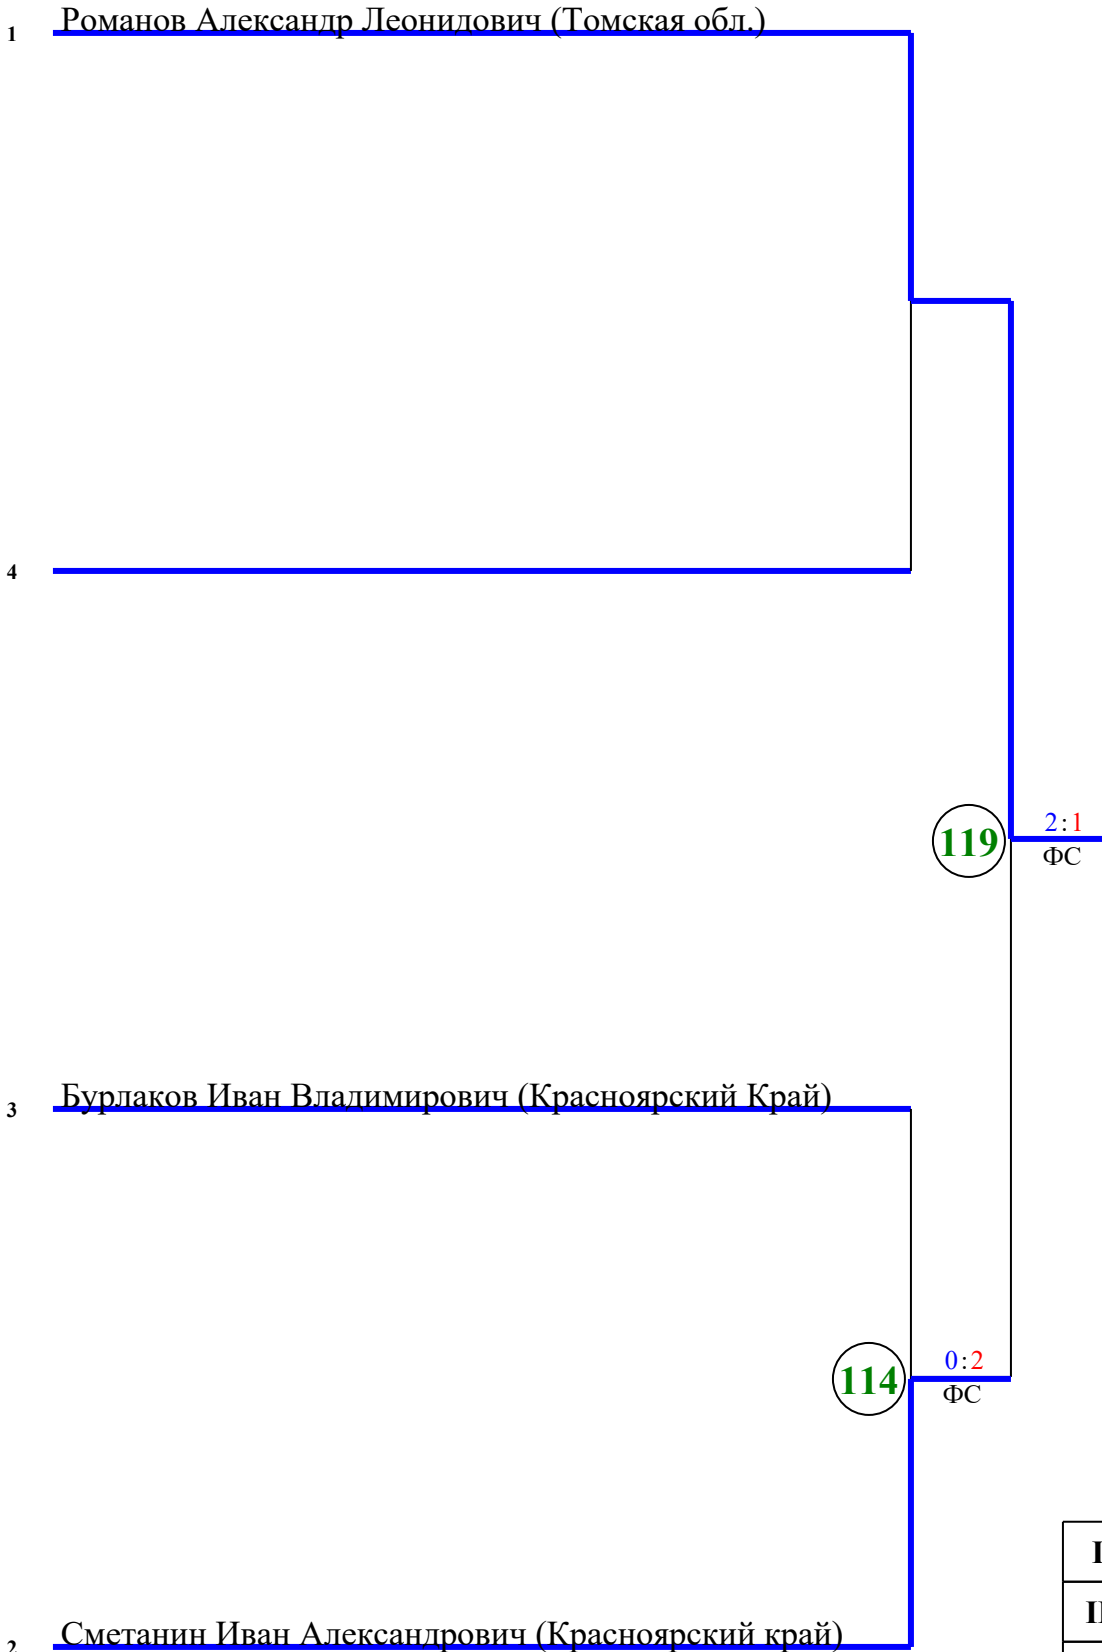 1 Романов Александр Леонидович (Томская обл.)
4
119 2:1
ФС
3 Бурлаков Иван Владимирович (Красноярский Край)
114 0:2
ФС
I
2 Сметанин Иван Александрович (Красноярский край)